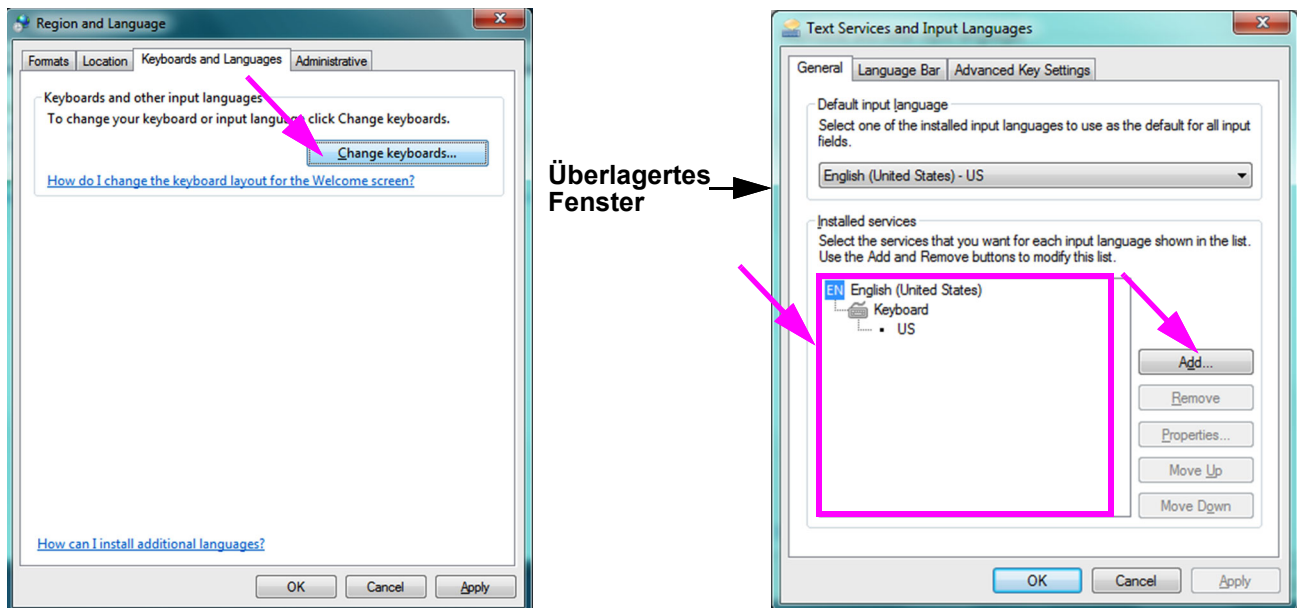 Region and Language
Formats Location Keyboards and Languages Administrative
Keyboards and other input languages
To change your keyboard or input language click Change keyboards.
Change keyboards...
How do I change the keyboard layout for the Welcome screen?
How can I install additional languages?
OK Cancel Apply
Überlagertes
Fenster
Text Services and Input Languages
General Language Bar Advanced Key Settings
Default input language
Select one of the installed input languages to use as the default for all input
fields.
English (United States) - US
Installed services
Select the services that you want for each input language shown in the list.
Use the Add and Remove buttons to modify this list.
EN English (United States)
Keyboard
US
Add...
Remove
Properties...
Move Up
Move Down
OK Cancel Apply